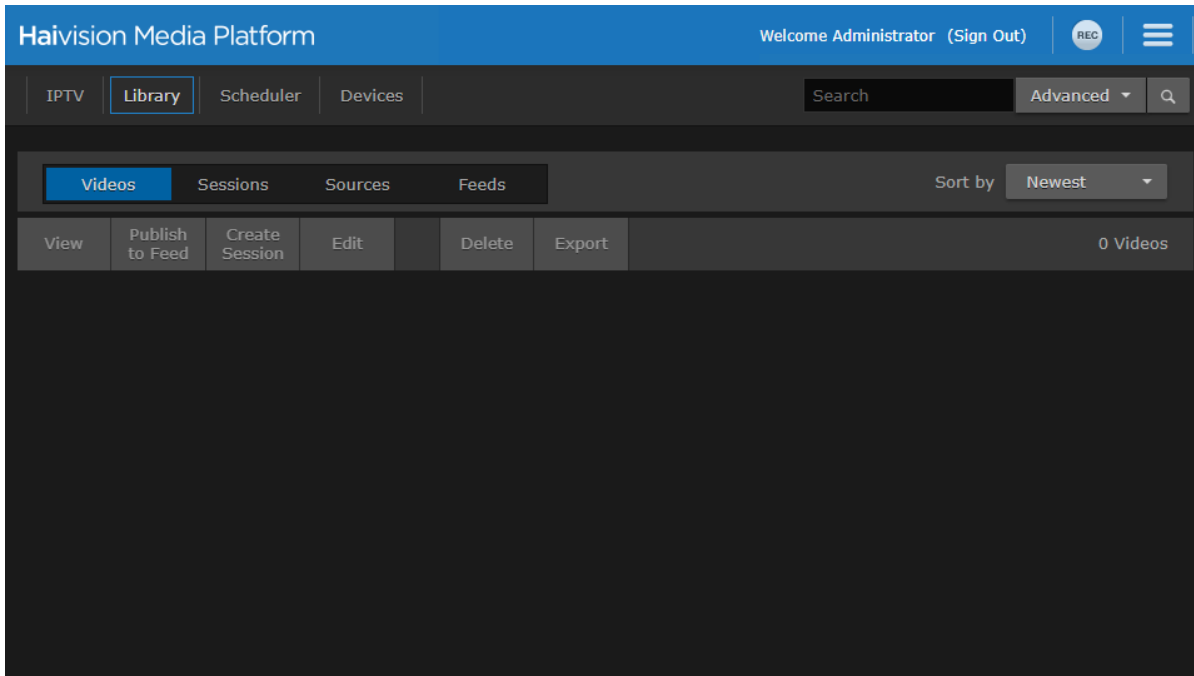 Haivision Media Platform
Welcome Administrator (Sign Out)
REC
IPTV Library Scheduler Devices
Search Advanced
Videos Sessions Sources Feeds
Sort by Newest
View
Publish
to Feed
Create
Session
Edit
Delete
Export
0 Videos